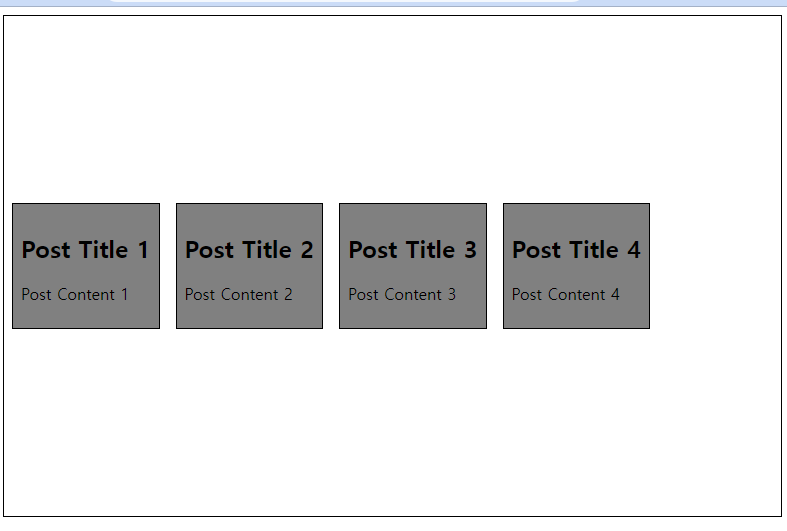 Post Title 1
Post Content 1
Post Title 2
Post Content 2
Post Title 3
Post Content 3
Post Title 4
Post Content 4